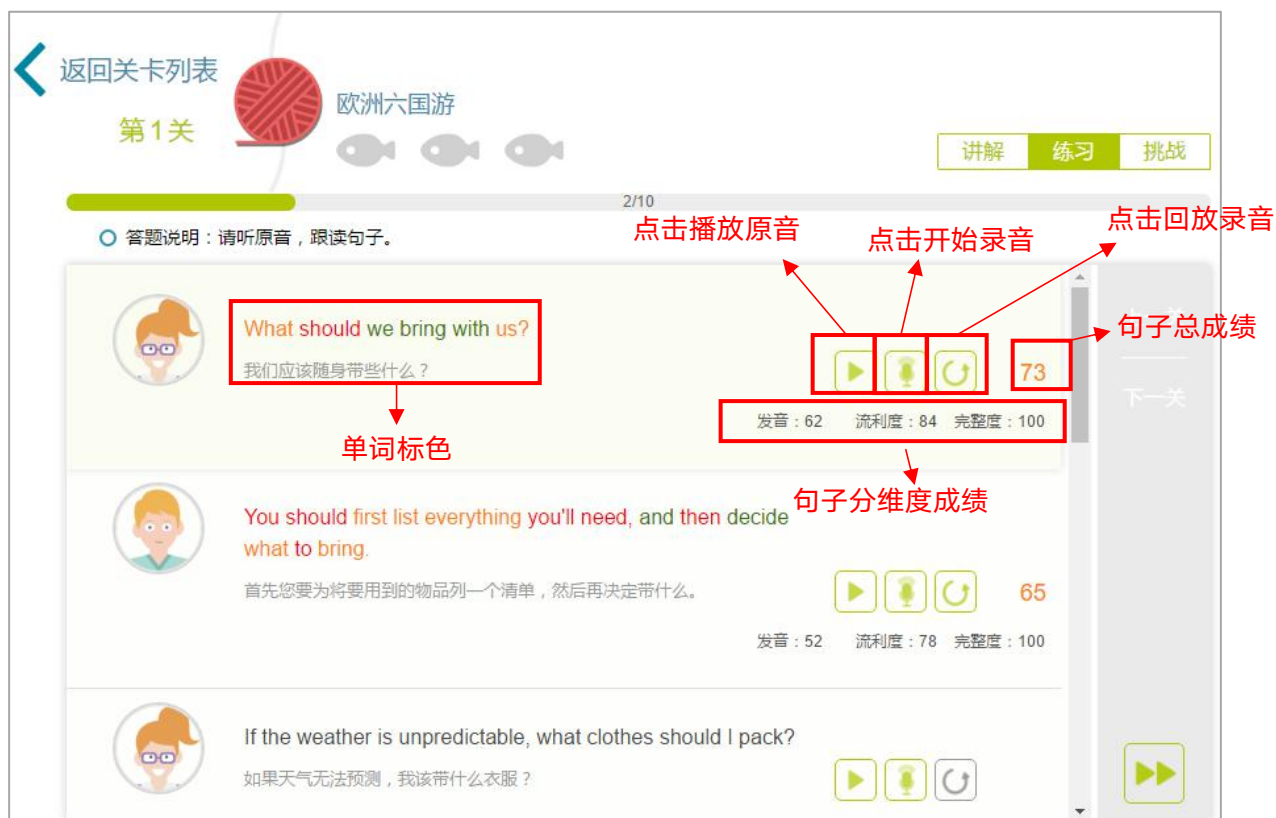 返回关卡列表
第1关
欧洲六国游
讲解 练习 挑战
2/10
答题说明：请听原音，跟读句子。
点击播放原音
点击开始录音
点击回放录音
What should we bring with us?
我们应该随身带些什么？
73
句子总成绩
发音：62 流利度：84 完整度：100
下一关
单词标色
句子分维度成绩
You should first list everything you'll need, and then decide
what to bring.
首先您要为将要用到的物品列一个清单，然后再决定带什么。
65
发音：52 流利度：78 完整度：100
If the weather is unpredictable, what clothes should I pack?
如果天气无法预测，我该带什么衣服？